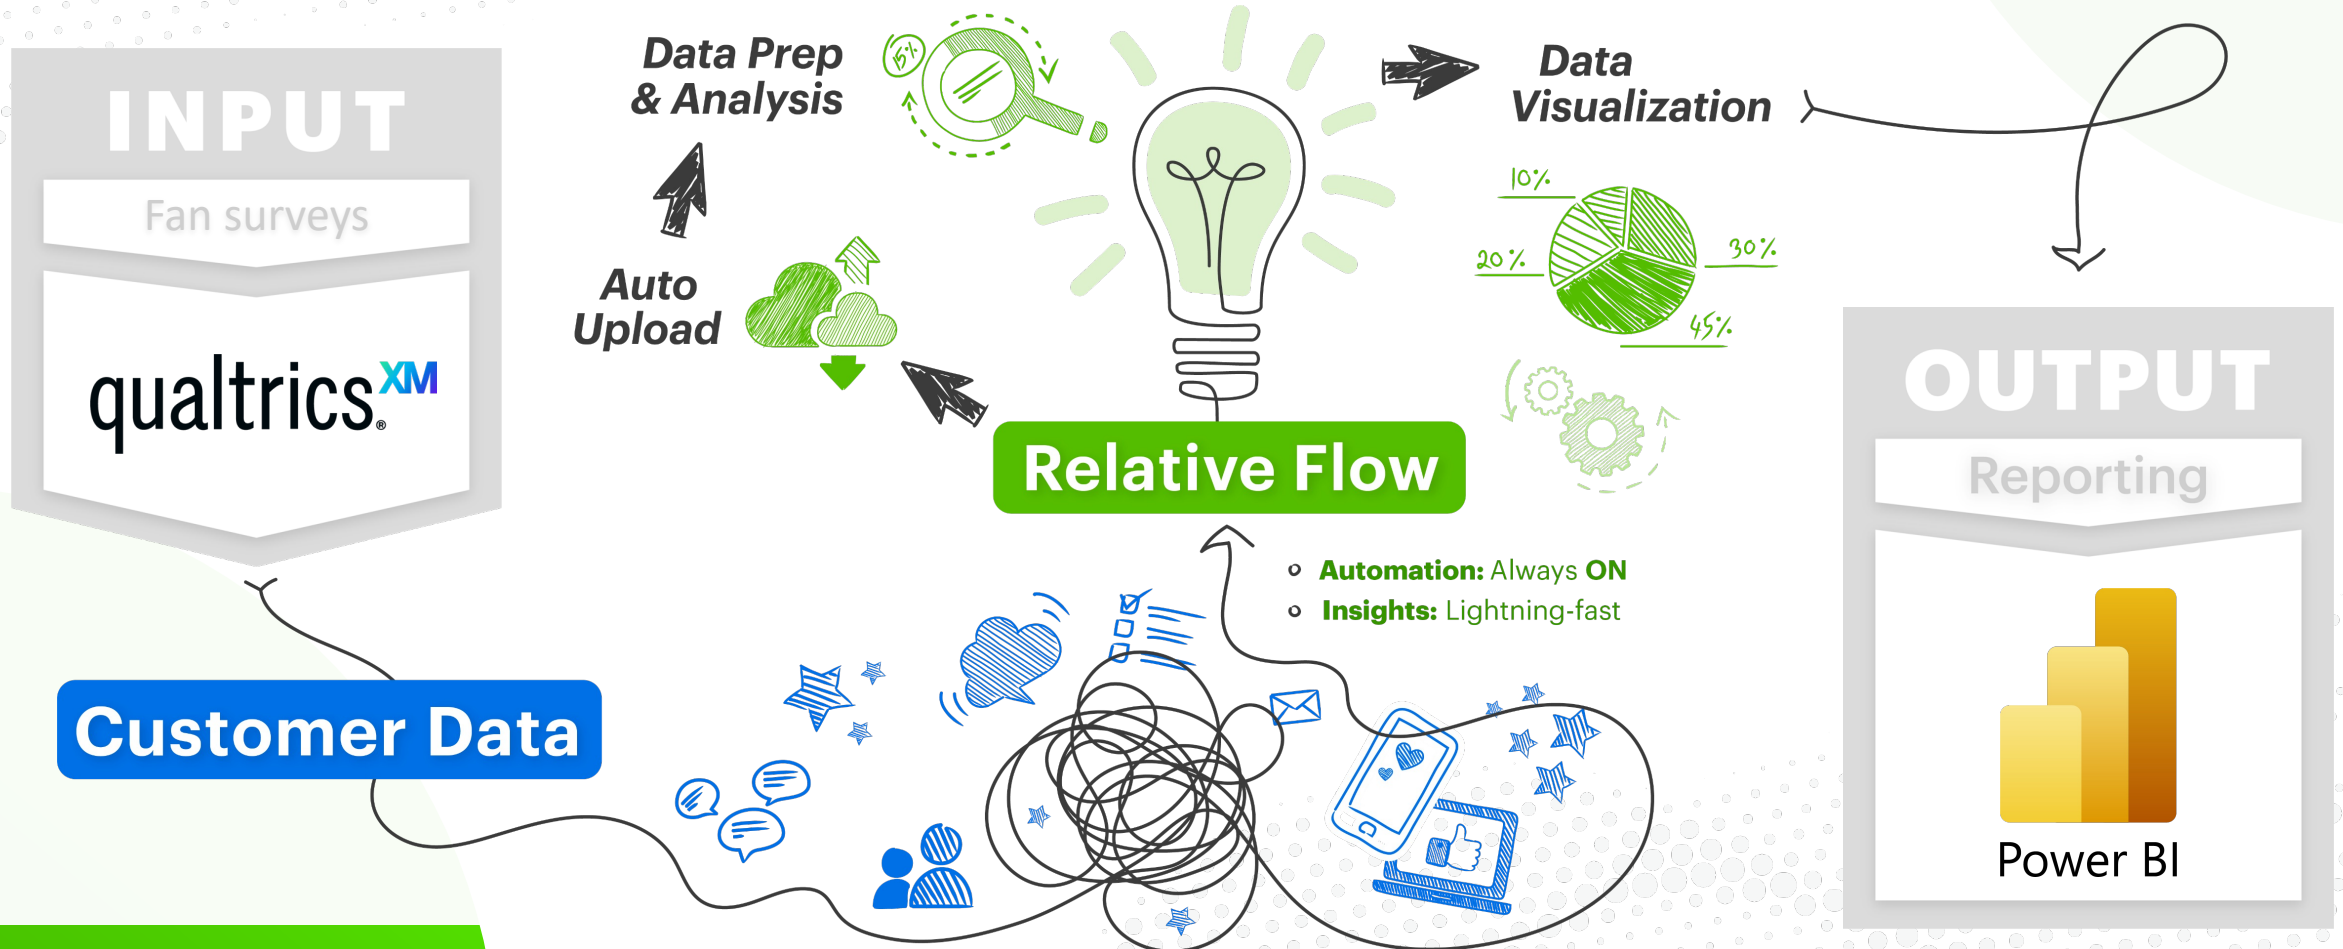 INPUT
Fan surveys
qualtrics.® XM
Customer Data
Auto
Upload
Data Prep
& Analysis
15%
Relative Flow
Automation: Always ON
Insights: Lightning-fast
Data
Visualization
10%
20%
30%
45%
OUTPUT
Reporting
Power BI